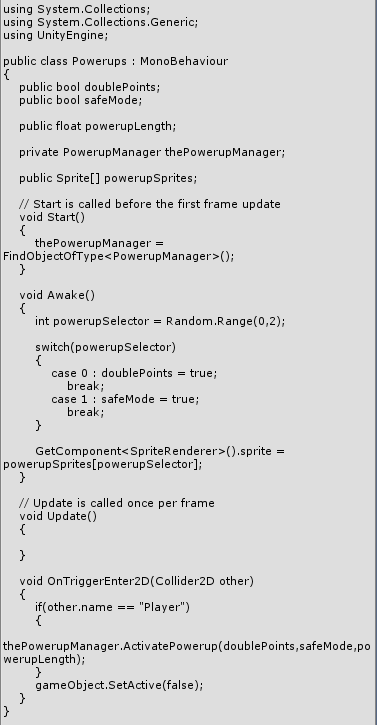 using System.Collections;
using System.Collections.Generic;
using UnityEngine;

public class Powerups : MonoBehaviour
{
    public bool doublePoints;
    public bool safeMode;

    public float powerupLength;

    private PowerupManager thePowerupManager;

    public Sprite[] powerupSprites;

    // Start is called before the first frame update
    void Start()
    {
        thePowerupManager =
FindObjectOfType<PowerupManager>();
    }

    void Awake()
    {
        int powerupSelector = Random.Range(0,2);

        switch(powerupSelector)
        {
            case 0 : doublePoints = true;
                break;
            case 1 : safeMode = true;
                break;
        }

        GetComponent<SpriteRenderer>().sprite =
powerupSprites[powerupSelector];
    }

    // Update is called once per frame
    void Update()
    {

    }

    void OnTriggerEnter2D(Collider2D other)
    {
        if(other.name == "Player")
        {

thePowerupManager.ActivatePowerup(doublePoints,safeMode,po
werupLength);
        }
        gameObject.SetActive(false);
    }
}